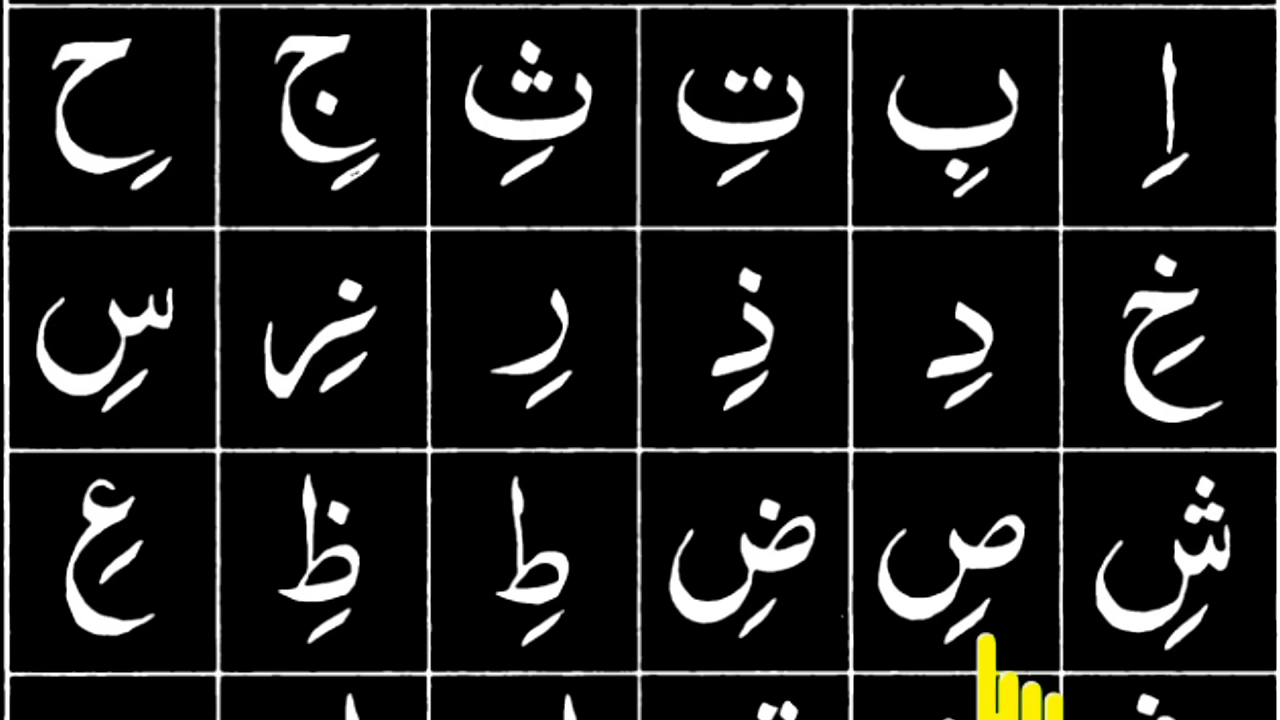 اِ بِ تِ ثِ جِ حِ
خِ دِ ذِ رِ زِ سِ
شِ صِ ضِ طِ ظِ عِ